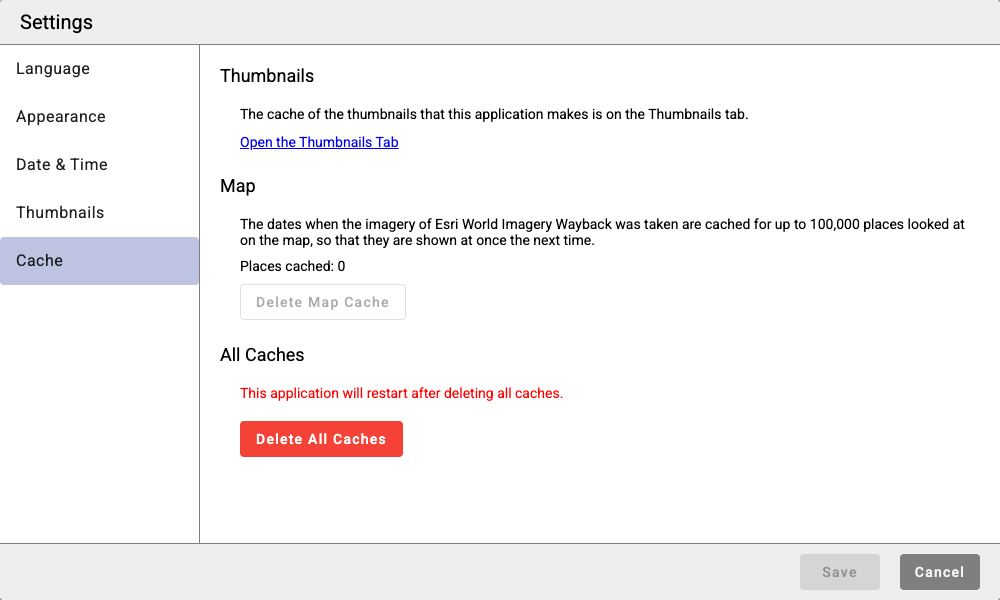 Settings
Language
Appearance
Date & Time
Thumbnails
Cache
Thumbnails
The cache of the thumbnails that this application makes is on the Thumbnails tab.
Open the Thumbnails Tab
Map
The dates when the imagery of Esri World Imagery Wayback was taken are cached for up to 100,000 places looked at
on the map, so that they are shown at once the next time.
Places cached: 0
Delete Map Cache
All Caches
This application will restart after deleting all caches.
Delete All Caches
Save
Cancel